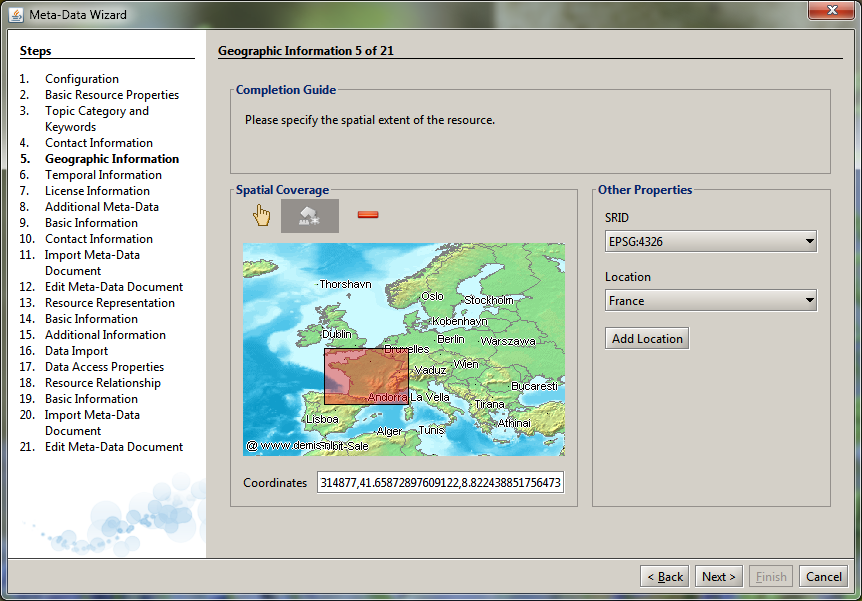 Meta-Data Wizard
Steps
1. Configuration
2. Basic Resource Properties
3. Topic Category and
Keywords
4. Contact Information
5. Geographic Information
6. Temporal Information
7. License Information
8. Additional Meta-Data
9. Basic Information
10. Contact Information
11. Import Meta-Data
Document
12. Edit Meta-Data Document
13. Resource Representation
14. Basic Information
15. Additional Information
16. Data Import
17. Data Access Properties
18. Resource Relationship
19. Basic Information
20. Import Meta-Data
Document
21. Edit Meta-Data Document
Geographic Information 5 of 21
Completion Guide
Please specify the spatial extent of the resource.
Spatial Coverage
Thorshavn
Oslo
Stockholm
Kobenhavn
Dublin
Berlin
Warszawa
Bruxelles
Wien
Vaduz
Bucaresti
Andorra La Vella
Tirana
Lisboa
Athinai
Alger
Tunis
@ www.demis.nl
bit-Sale
Coordinates
314877,41.65872897609122,8.822438851756473
Other Properties
SRID
EPSG:4326
Location
France
Add Location
< Back
Next >
Finish
Cancel